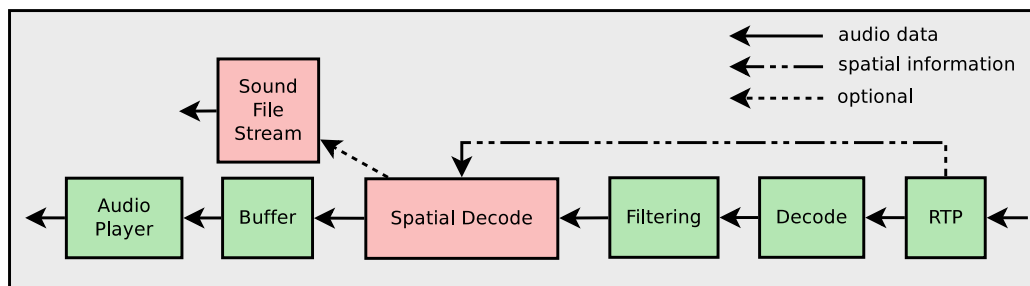 audio data
spatial information
optional
Sound
File
Stream
Audio
Player
Buffer
Spatial Decode
Filtering
Decode
RTP